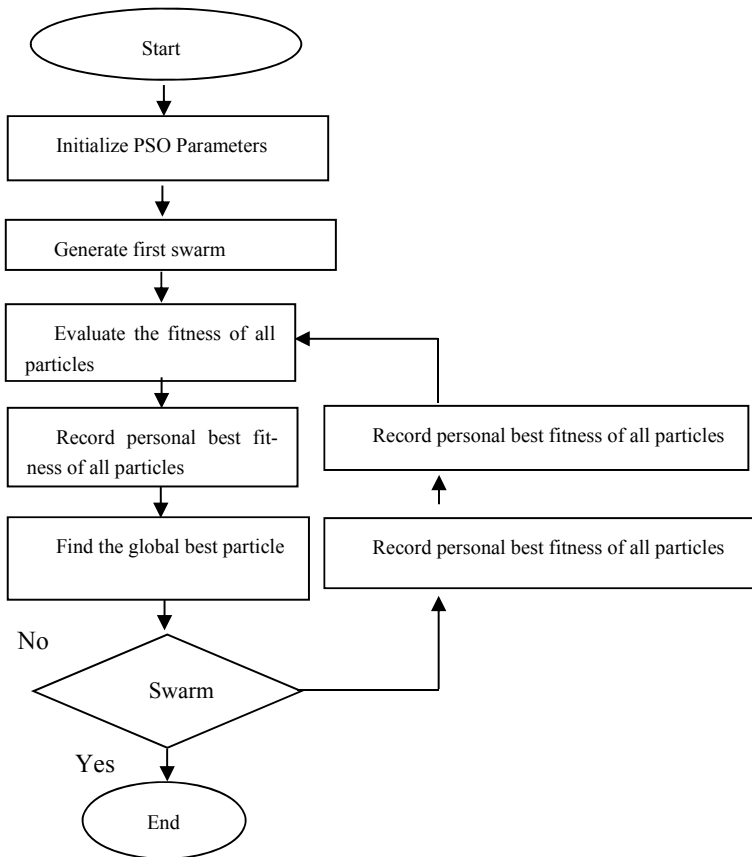 Start
Initialize PSO Parameters
Generate first swarm
Evaluate the fitness of all
particles
Record personal best fit-
ness of all particles
Record personal best fitness of all particles
Find the global best particle
Record personal best fitness of all particles
No
Swarm
Yes
End